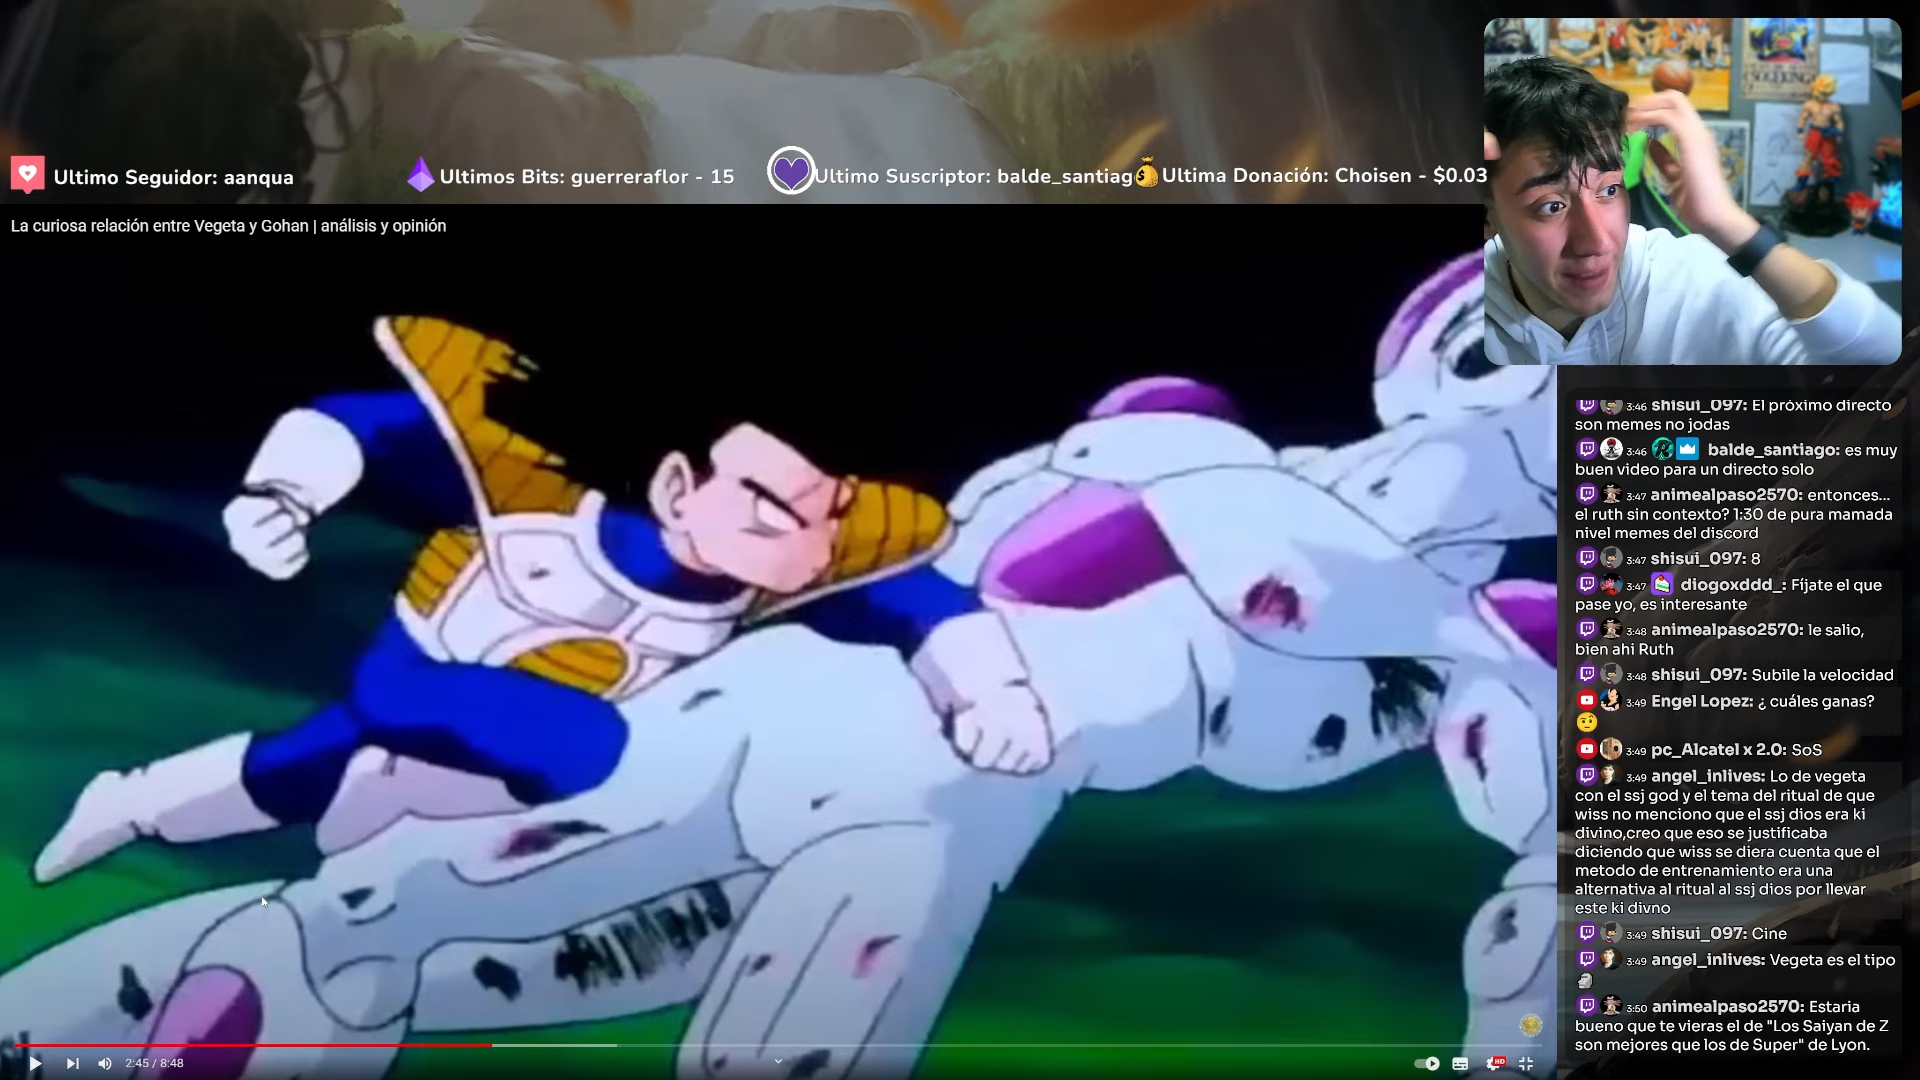 Ultimo Seguidor: aanqua
Ultimos Bits: guerreraflor - 15
Ultimo Suscriptor: balde_santiag
Ultima Donación: Choisen - $0.03
La curiosa relación entre Vegeta y Gohan | análisis y opinión
3:46 shisui_097: El próximo directo
son memes no jodas
3:46 balde_santiago: es muy
buen video para un directo solo
3:47 animealpaso2570: entonces...
el ruth sin contexto? 1:30 de pura mamada
nivel memes del discord
3:47 shisui_097: 8
3:47 diogoxddd_: Fíjate el que
pase yo, es interesante
3:48 animealpaso2570: le salio,
bien ahi Ruth
3:48 shisui_097: Subile la velocidad
3:49 Engel Lopez: ¿ cuáles ganas?
🤨
3:49 pc_Alcatel x 2.0: SoS
3:49 angel_inlives: Lo de vegeta
con el ssj god y el tema del ritual de que
wiss no menciono que el ssj dios era ki
divino,creo que eso se justificaba
diciendo que wiss se diera cuenta que el
metodo de entrenamiento era una
alternativa al ritual al ssj dios por llevar
este ki divno
3:49 shisui_097: Cine
3:49 angel_inlives: Vegeta es el tipo
🗿
3:50 animealpaso2570: Estaria
bueno que te vieras el de "Los Saiyan de Z
son mejores que los de Super" de Lyon.
2:45 / 8:48
HD